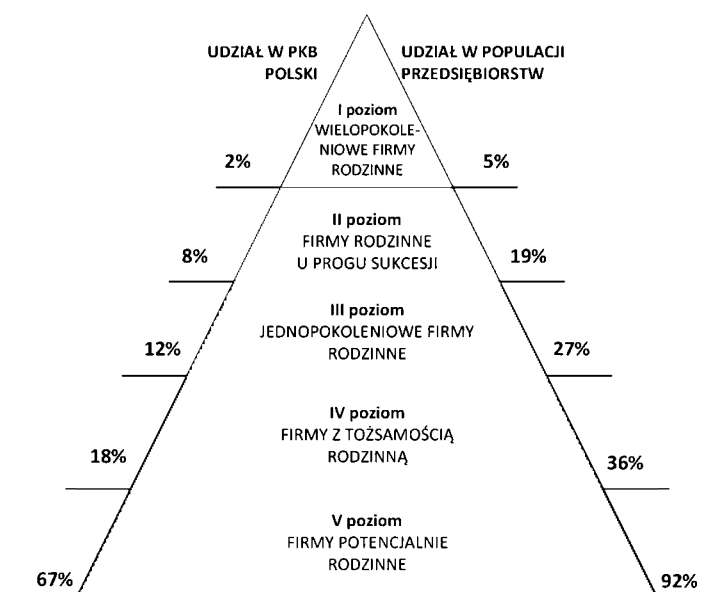 UDZIAŁ W PKB
POLSKI
UDZIAŁ W POPULACJI
PRZEDSIĘBIORSTW
I poziom
WIELOPOKOLE-
NIOWE FIRMY
RODZINNE
2%
5%
II poziom
FIRMY RODZINNE
U PROGU SUKCESJI
8%
19%
III poziom
JEDNOPOKOLENIOWE FIRMY
RODZINNE
12%
27%
IV poziom
FIRMY Z TOŻSAMOŚCIĄ
RODZINNĄ
18%
36%
V poziom
FIRMY POTENCJALNIE
RODZINNE
67%
92%